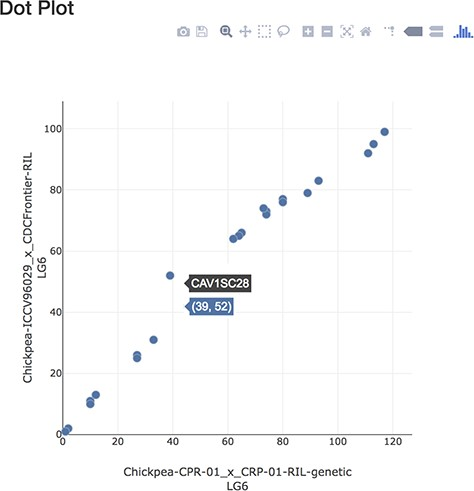 Dot Plot
100
80
60
40
20
0
Chickpea-ICCV96029_x_CDCFrontier-RIL
LG6
CAV1SC28
(39, 52)
0 20 40 60 80 100 120
Chickpea-CPR-01_x_CRP-01-RIL-genetic
LG6